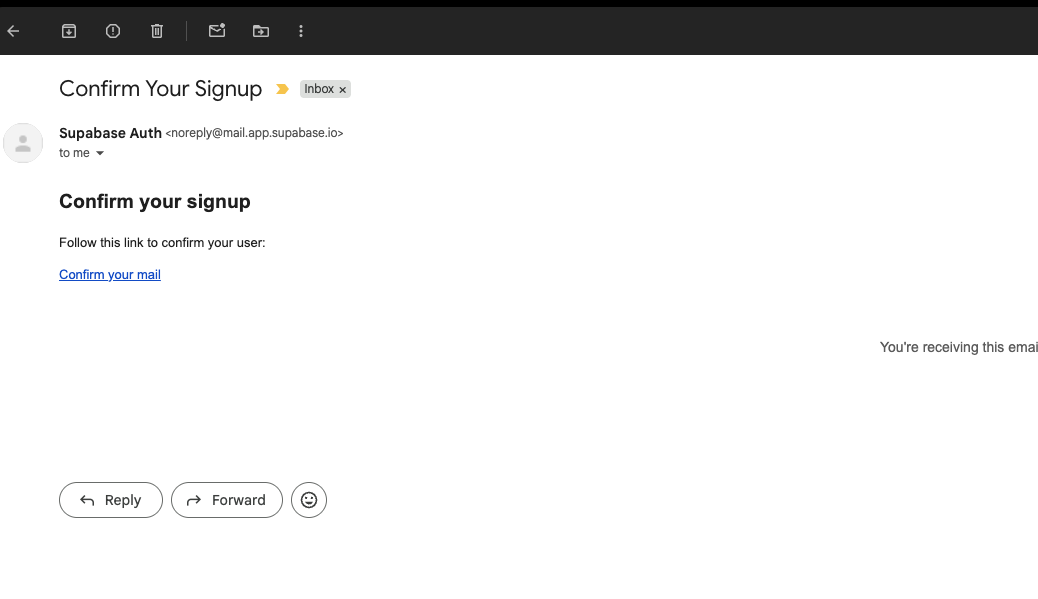 Confirm Your Signup
Inbox ×
Supabase Auth <noreply@mail.app.supabase.io>
to me
Confirm your signup
Follow this link to confirm your user:
Confirm your mail
You're receiving this emai
Reply
Forward